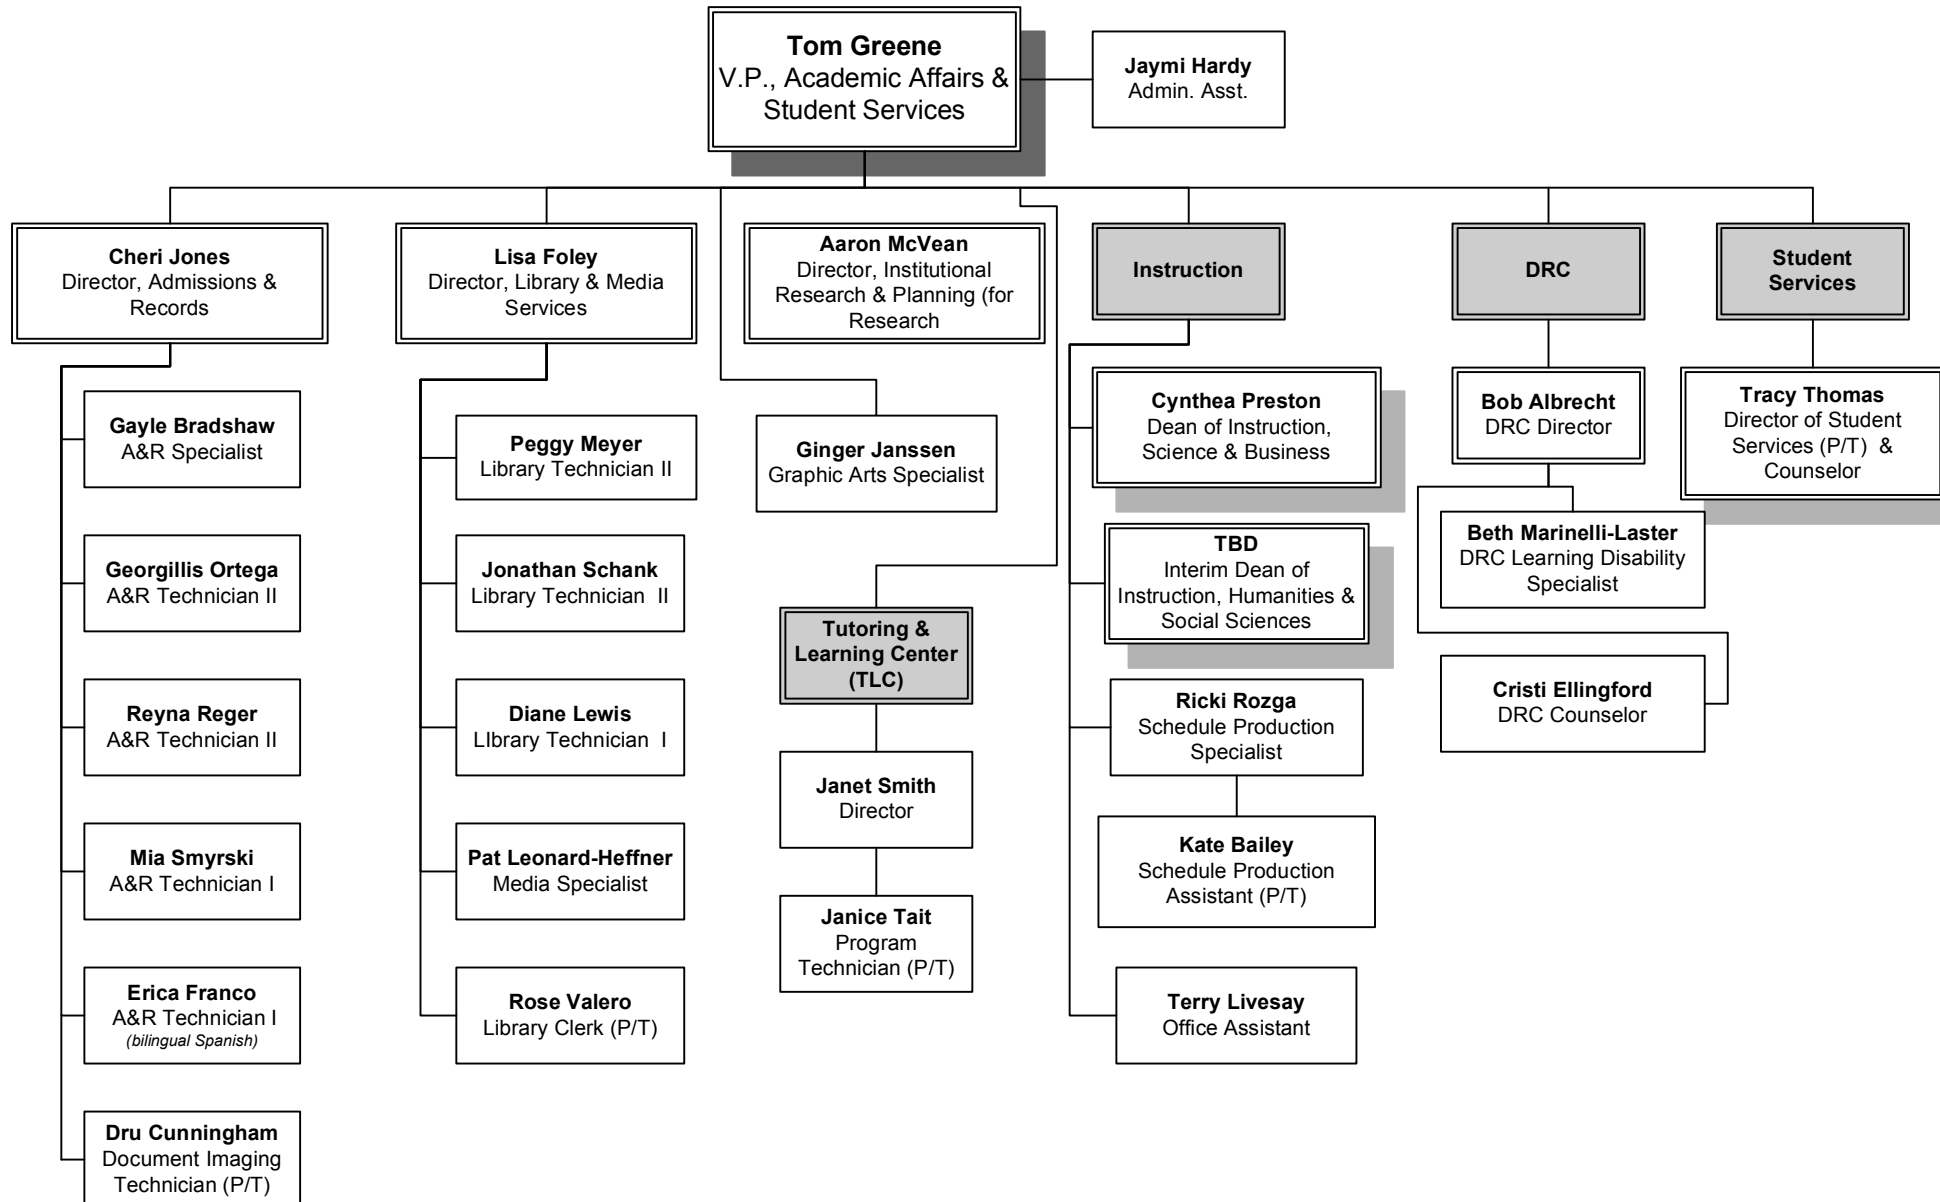 Tom Greene
V.P., Academic Affairs &
Student Services
Jaymi Hardy
Admin. Asst.
Cheri Jones
Director, Admissions &
Records
Lisa Foley
Director, Library & Media
Services
Aaron McVean
Director, Institutional
Research & Planning (for
Research
Instruction
DRC
Student
Services
Gayle Bradshaw
A&R Specialist
Georgillis Ortega
A&R Technician II
Reyna Reger
A&R Technician II
Mia Smyrski
A&R Technician I
Erica Franco
A&R Technician I
(bilingual Spanish)
Dru Cunningham
Document Imaging
Technician (P/T)
Peggy Meyer
Library Technician II
Jonathan Schank
Library Technician II
Diane Lewis
LIbrary Technician I
Pat Leonard-Heffner
Media Specialist
Rose Valero
Library Clerk (P/T)
Ginger Janssen
Graphic Arts Specialist
Tutoring &
Learning Center
(TLC)
Janet Smith
Director
Janice Tait
Program
Technician (P/T)
Cynthea Preston
Dean of Instruction,
Science & Business
TBD
Interim Dean of
Instruction, Humanities &
Social Sciences
Ricki Rozga
Schedule Production
Specialist
Kate Bailey
Schedule Production
Assistant (P/T)
Terry Livesay
Office Assistant
Bob Albrecht
DRC Director
Beth Marinelli-Laster
DRC Learning Disability
Specialist
Cristi Ellingford
DRC Counselor
Tracy Thomas
Director of Student
Services (P/T) &
Counselor